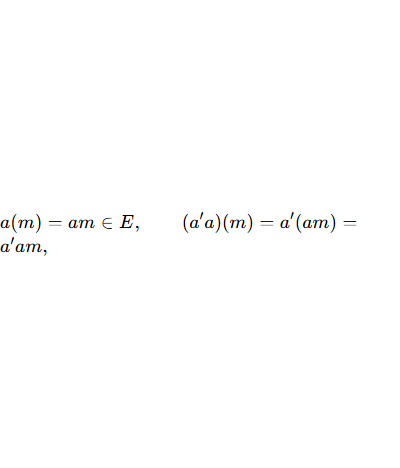 a(m) = am ∈ E,  (a′a)(m) = a′(am) =
a′am,